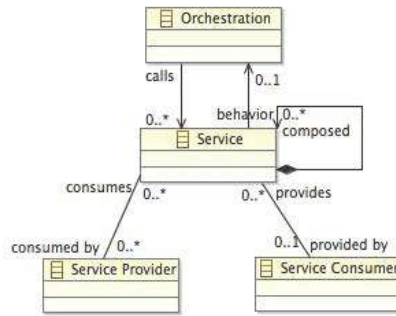 Orchestration
calls
0..1
0..*
behavior
0..*
composed
Service
consumes
0..*
0..*
provides
consumed by
0..*
0..1
provided by
Service Provider
Service Consumer